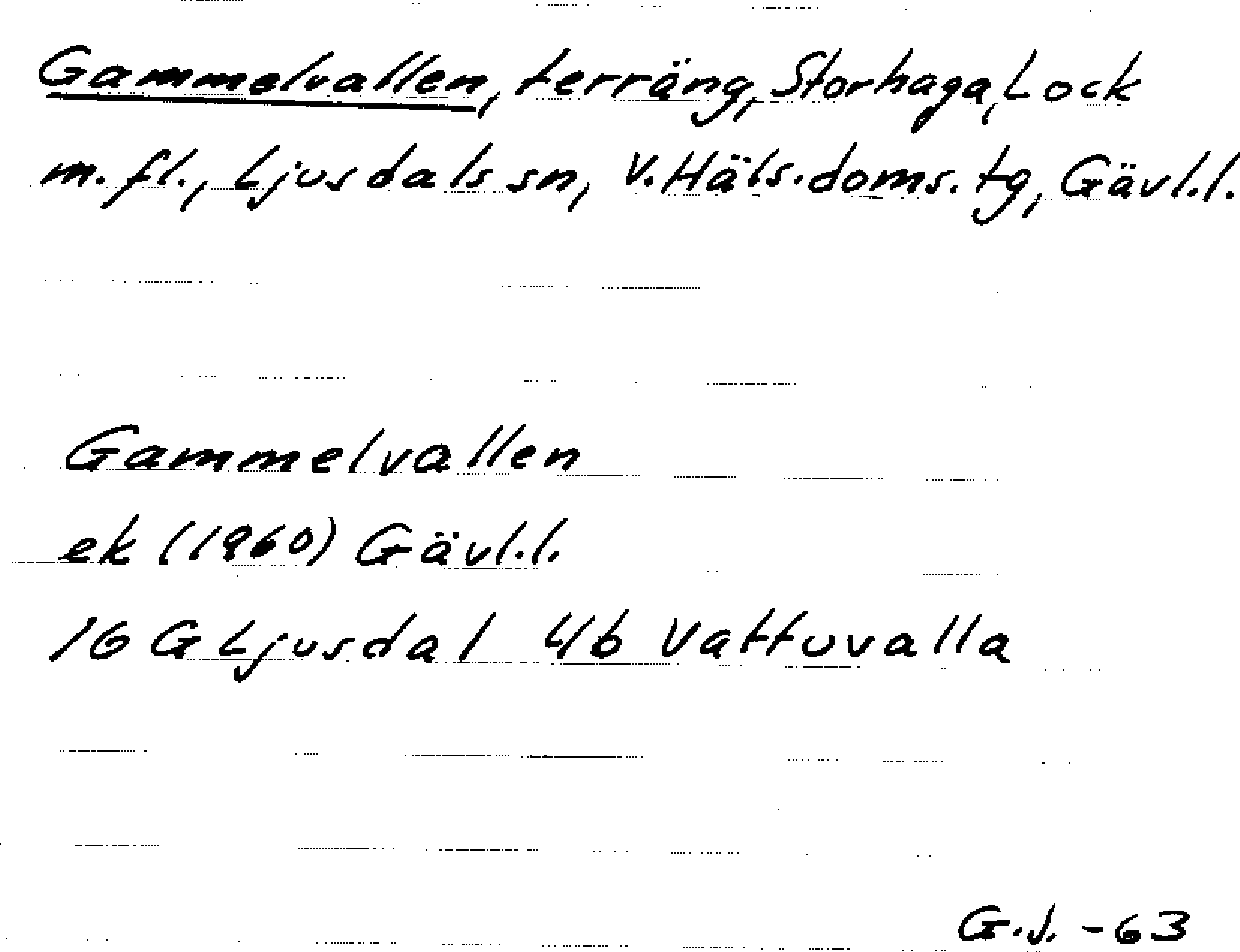 Gammelvallen, terräng, Storhaga, Lock
m.fl., Ljusdals sn, V.Häls.doms.tg, Gävl.l.
Gammelvallen
ek (1960) Gävl.l.
16 G Ljusdal 4b Vattuvalla
G.J. -63